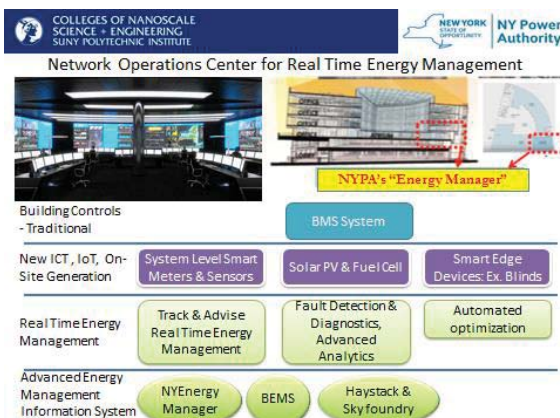 COLLEGES OF NANOSCALE
SCIENCE + ENGINEERING
SUNY POLYTECHNIC INSTITUTE
NEW YORK
STATE OF
OPPORTUNITY
NY Power
Authority
Network Operations Center for Real Time Energy Management
NYPA's "Energy Manager"
Building Controls
- Traditional
BMS System
New ICT, IoT, On-
Site Generation
System Level Smart
Meters & Sensors
Solar PV & Fuel Cell
Smart Edge
Devices: Ex. Blinds
Real Time Energy
Management
Track & Advise
Real Time Energy
Management
Fault Detection &
Diagnostics,
Advanced
Analytics
Automated
optimization
Advanced Energy
Management
Information System
NYEnergy
Manager
BEMS
Haystack &
Skyfoundry